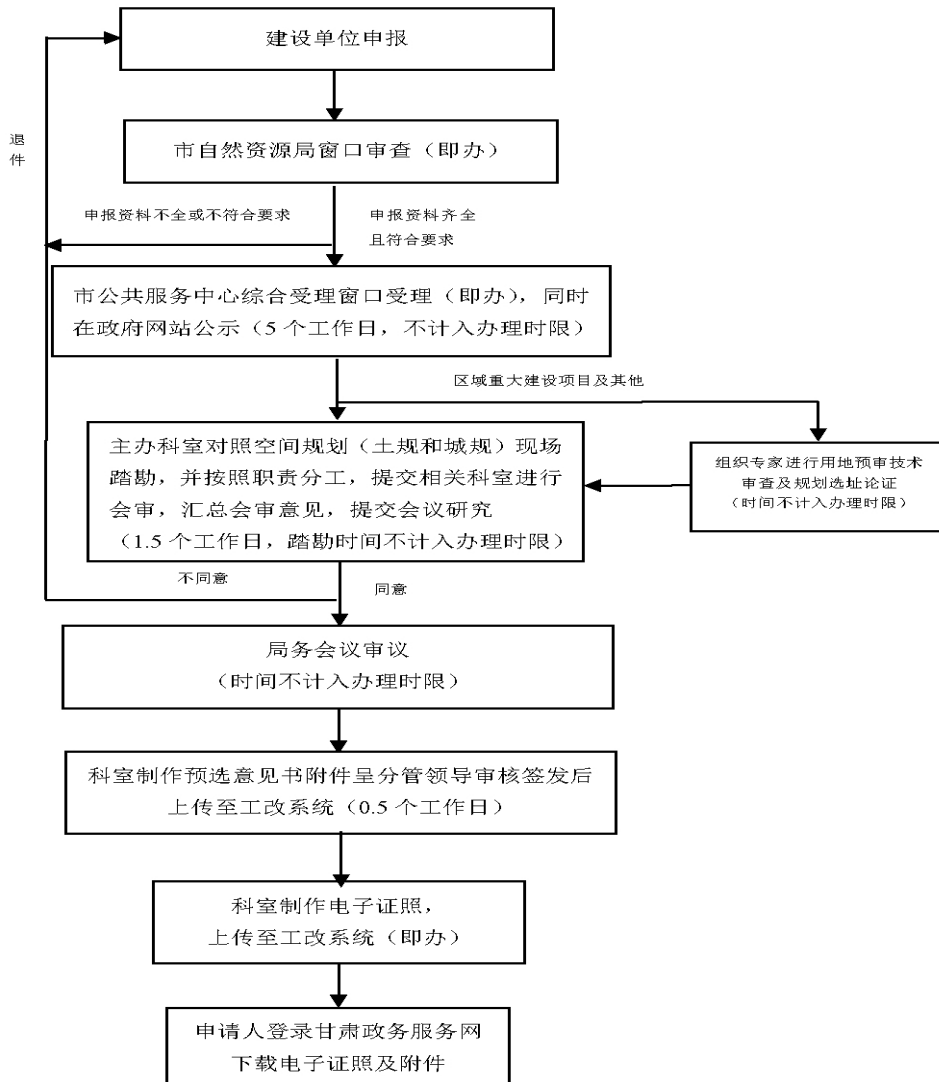 建设单位申报
退
件
市自然资源局窗口审查（即办）
申报资料不全或不符合要求
申报资料齐全
且符合要求
市公共服务中心综合受理窗口受理（即办），同时
在政府网站公示（5 个工作日，不计入办理时限）
区域重大建设项目及其他
主办科室对照空间规划（土规和城规）现场
踏勘，并按照职责分工，提交相关科室进行
会审，汇总会审意见，提交会议研究
（1.5 个工作日，踏勘时间不计入办理时限）
组织专家进行用地预审技术
审查及规划选址论证
（时间不计入办理时限）
不同意
同意
局务会议审议
（时间不计入办理时限）
科室制作预选意见书附件呈分管领导审核签发后
上传至工改系统（0.5 个工作日）
科室制作电子证照，
上传至工改系统（即办）
申请人登录甘肃政务服务网
下载电子证照及附件